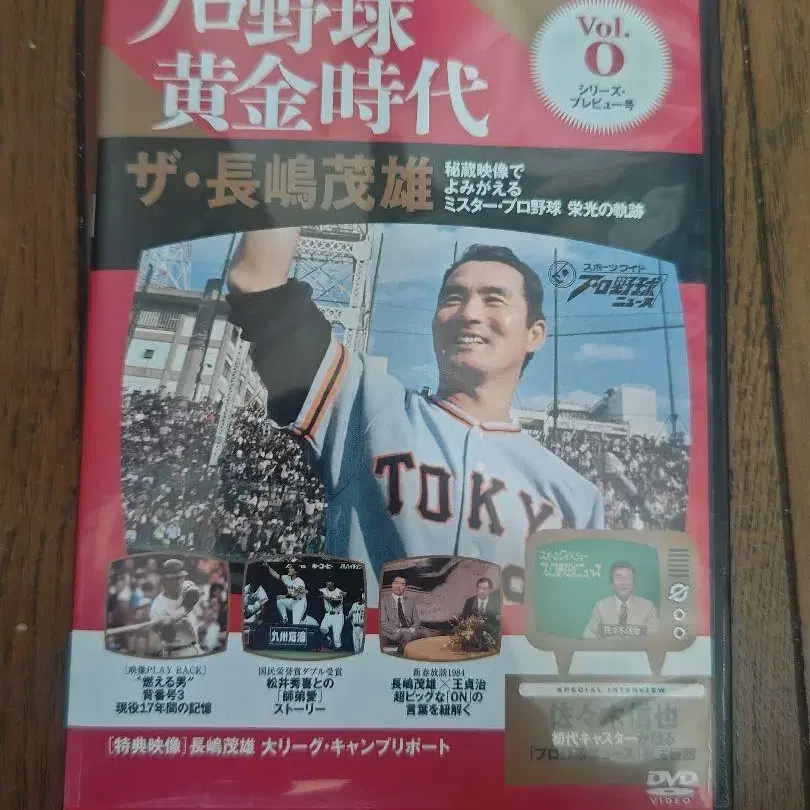 プロ野球
黄金時代
Vol.
0
シリーズ・
プレビュー号
ザ・長嶋茂雄
秘蔵映像で
よみがえる
ミスター・プロ野球 栄光の軌跡
スポーツワイド
プロ野球
ニュース
TOKY
九州石油
佐々木信也
[映像PLAY BACK]
"燃える男"
背番号3
現役17年間の記憶
国民栄誉賞ダブル受賞
松井秀喜との
「師弟愛」
ストーリー
新春放談1984
長嶋茂雄×王貞治
超ビッグな「ON」の
言葉を紐解く
SPECIAL INTERVIEW
佐々木信也
初代キャスターが語る
[特典映像] 長嶋茂雄 大リーグ・キャンプリポート
DVD
VIDEO